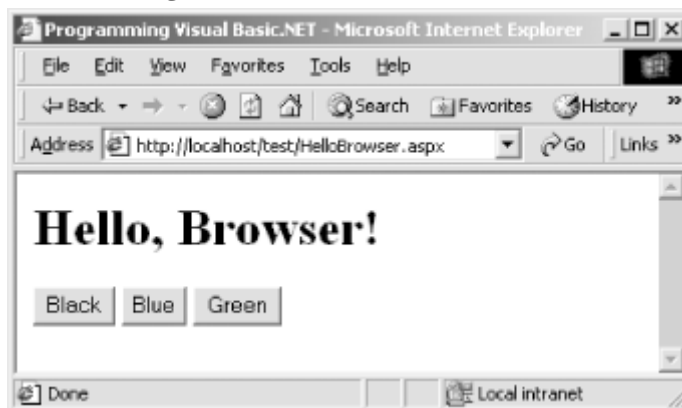 Programming Visual Basic.NET - Microsoft Internet Explorer
File Edit View Favorites Tools Help
Back Search Favorites History »
Address http://localhost/test/HelloBrowser.aspx Go Links »
Hello, Browser!
Black Blue Green
Done Local intranet